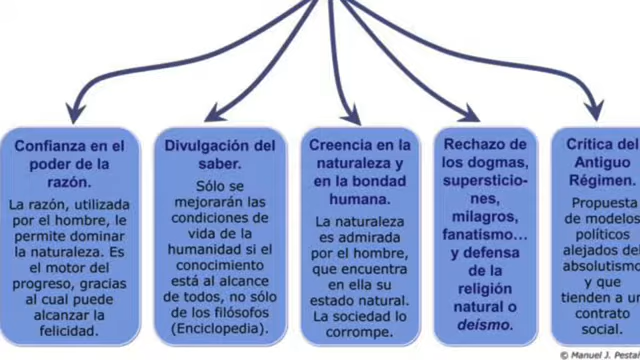 Confianza en el
poder de la
razón.
La razón, utilizada
por el hombre, le
permite dominar
la naturaleza. Es
el motor del
progreso, gracias
al cual puede
alcanzar la
felicidad.
Divulgación del
saber.
Sólo se
mejorarán las
condiciones de
vida de la
humanidad si el
conocimiento
está al alcance
de todos, no sólo
de los filósofos
(Enciclopedia).
Creencia en la
naturaleza y
en la bondad
humana.
La naturaleza
es admirada
por el hombre,
que encuentra
en ella su
estado natural.
La sociedad lo
corrompe.
Rechazo de
los dogmas,
supersticio-
nes,
milagros,
fanatismo...
y defensa
de la
religión
natural o
deísmo.
Crítica del
Antiguo
Régimen.
Propuesta
de modelos
políticos
alejados del
absolutismo
y que
tienden a un
contrato
social.
© Manuel J. Pesta